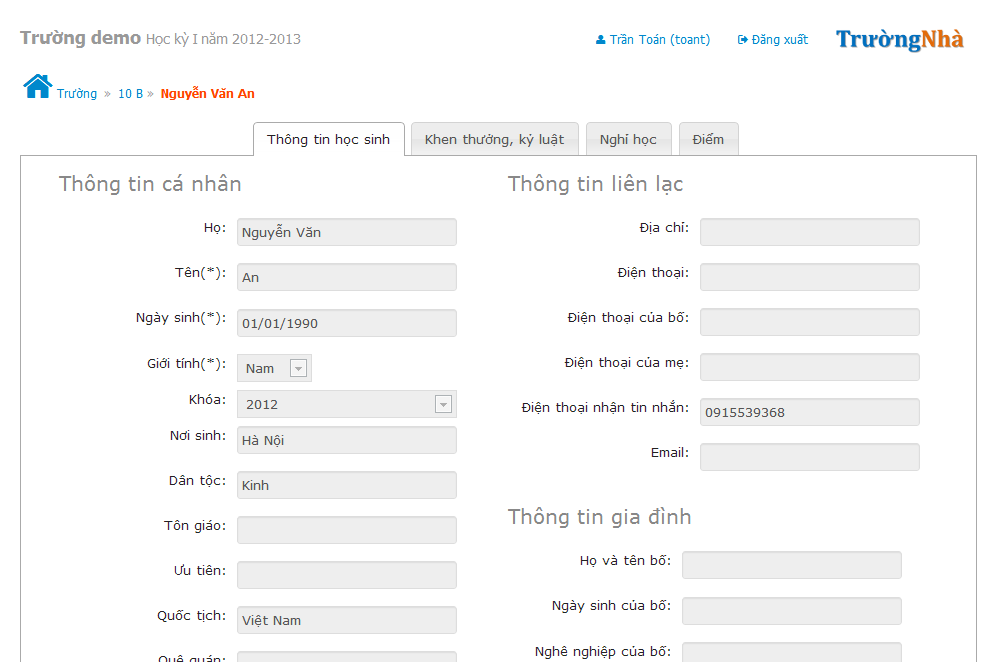 Trường demo Học kỳ I năm 2012-2013
Trần Toán (toant) Đăng xuất TrườngNhà
Trường » 10 B » Nguyễn Văn An
Thông tin học sinh Khen thưởng, kỷ luật Nghỉ học Điểm
Thông tin cá nhân
Họ: Nguyễn Văn
Tên(*): An
Ngày sinh(*): 01/01/1990
Giới tính(*): Nam
Khóa: 2012
Nơi sinh: Hà Nội
Dân tộc: Kinh
Tôn giáo:
Ưu tiên:
Quốc tịch: Việt Nam
Quê quán:
Thông tin liên lạc
Địa chỉ:
Điện thoại:
Điện thoại của bố:
Điện thoại của mẹ:
Điện thoại nhận tin nhắn: 0915539368
Email:
Thông tin gia đình
Họ và tên bố:
Ngày sinh của bố:
Nghề nghiệp của bố: